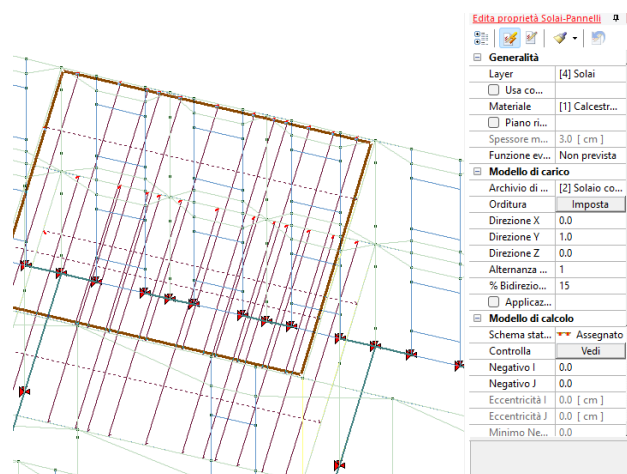 Edita proprietà Solai-Pannelli
Generalità
Layer [4] Solai
Usa co...
Materiale [1] Calcestr...
Piano ri...
Spessore m... 3.0 [ cm ]
Funzione ev... Non prevista
Modello di carico
Archivio di ... [2] Solaio co...
Orditura Imposta
Direzione X 0.0
Direzione Y 1.0
Direzione Z 0.0
Alternanza ... 1
% Bidirezio... 15
Applicaz...
Modello di calcolo
Schema stat... Assegnato
Controlla Vedi
Negativo I 0.0
Negativo J 0.0
Eccentricità I 0.0 [ cm ]
Eccentricità J 0.0 [ cm ]
Minimo Ne... 0.0